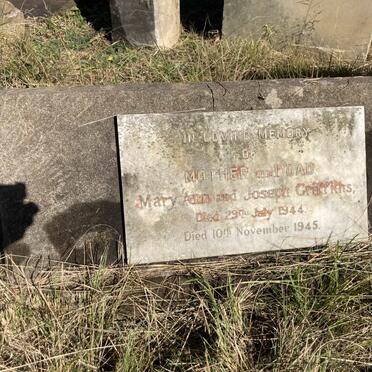 IN LOVING MEMORY
OF
MOTHER and DAD
Mary Ann and Joseph Griffiths,
Died 29th July 1944.
Died 10th November 1945.